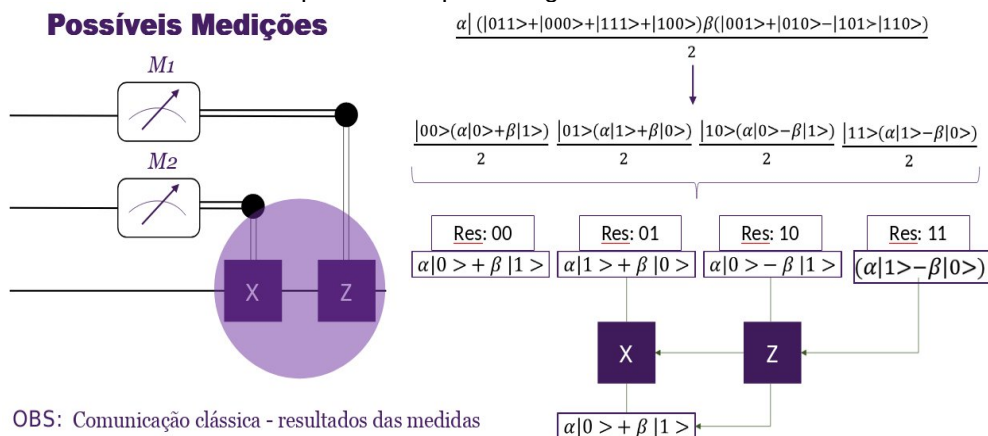 Possíveis Medições
α| (|011>+|000>+|111>+|100>)β(|001>+|010>−|101>|110>)
2
M1
|00>(α|0>+β|1>) |01>(α|1>+β|0>) |10>(α|0>−β|1>) |11>(α|1>−β|0>)
2 2 2 2
M2
Res: 00 Res: 01 Res: 10 Res: 11
α|0 > + β |1 > α|1 > + β |0 > α|0 > − β |1 > (α|1>−β|0>)
X Z
X Z
α|0 > + β |1 >
OBS: Comunicação clássica - resultados das medidas